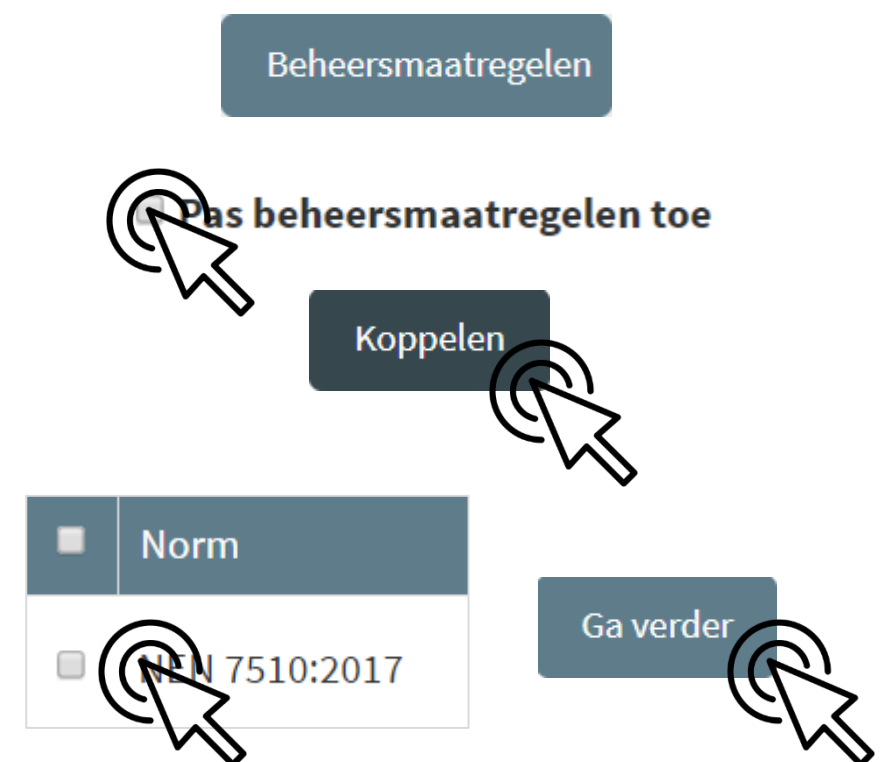 Beheersmaatregelen
Pas beheersmaatregelen toe
Koppelen
Norm
NEN 7510:2017
Ga verder